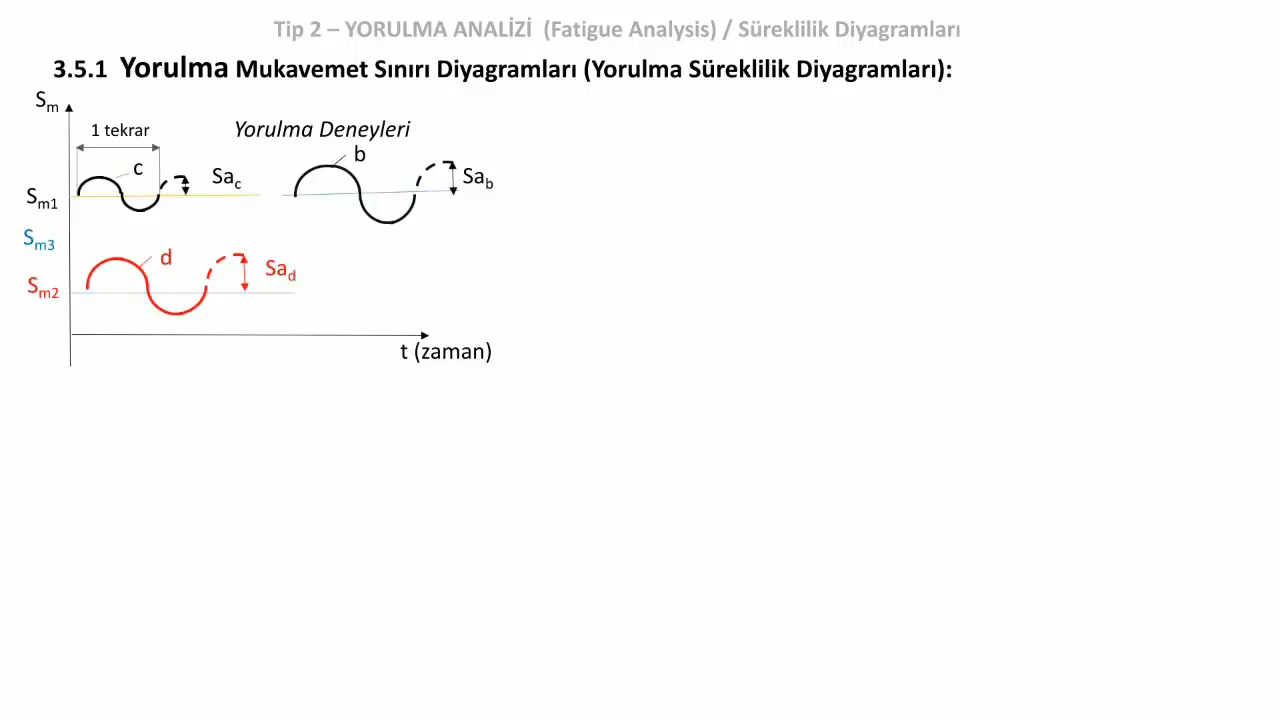 Tip 2 – YORULMA ANALİZİ (Fatigue Analysis) / Süreklilik Diyagramları
3.5.1 Yorulma Mukavemet Sınırı Diyagramları (Yorulma Süreklilik Diyagramları):
Sm
1 tekrar
Yorulma Deneyleri
b
c
Sac
Sab
Sm1
Sm3
d
Sad
Sm2
t (zaman)